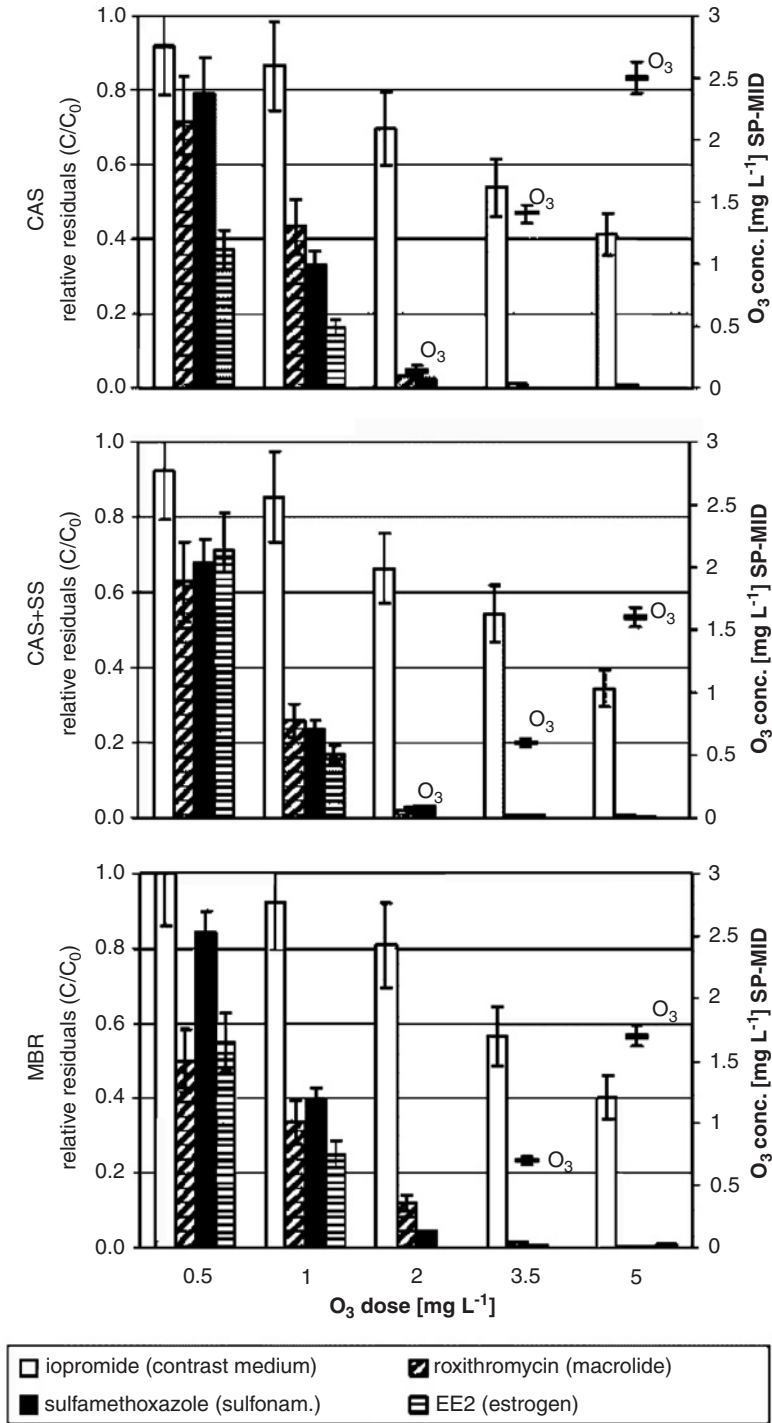 1.0
0.8
0.6
0.4
0.2
0.0
CAS
relative residuals (C/C0)
3
2.5
2
1.5
1
0.5
0
O3 conc. [mg L-1] SP-MID
O3
O3
O3
1.0
0.8
0.6
0.4
0.2
0.0
CAS+SS
relative residuals (C/C0)
3
2.5
2
1.5
1
0.5
0
O3 conc. [mg L-1] SP-MID
O3
O3
O3
1.0
0.8
0.6
0.4
0.2
0.0
MBR
relative residuals (C/C0)
3
2.5
2
1.5
1
0.5
0
O3 conc. [mg L-1] SP-MID
O3
O3
0.5 1 2 3.5 5
O3 dose [mg L-1]
iopromide (contrast medium)
roxithromycin (macrolide)
sulfamethoxazole (sulfonam.)
EE2 (estrogen)